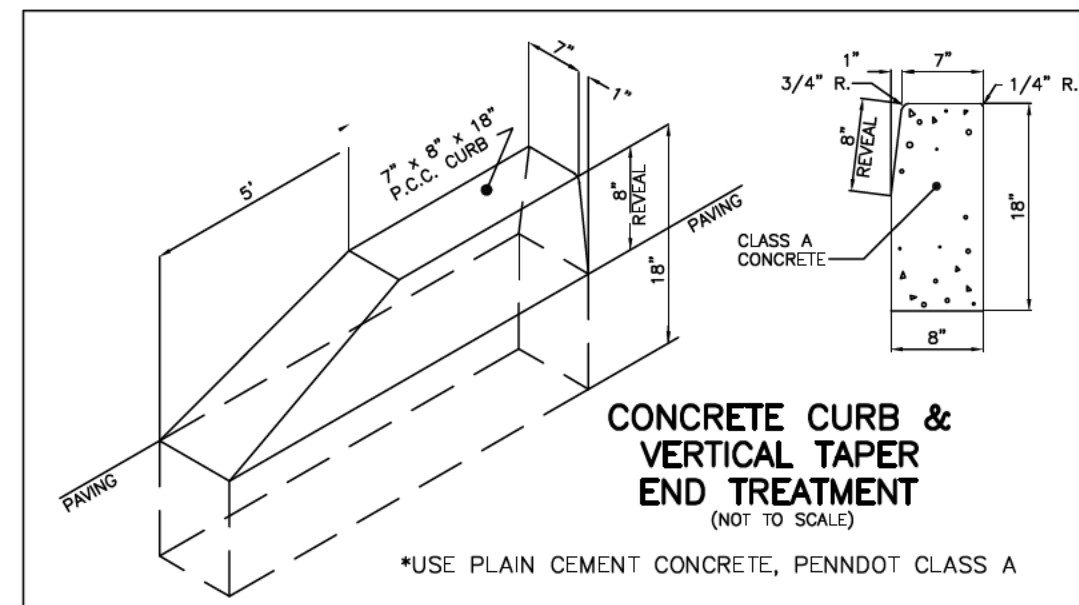 7"
1"
7" x 8" x 18"
P.C.C. CURB
5'
8"
REVEAL
18"
PAVING
PAVING
1"
7"
3/4" R.
1/4" R.
8"
REVEAL
18"
CLASS A
CONCRETE
8"
CONCRETE CURB &
VERTICAL TAPER
END TREATMENT
(NOT TO SCALE)
*USE PLAIN CEMENT CONCRETE, PENNDOT CLASS A